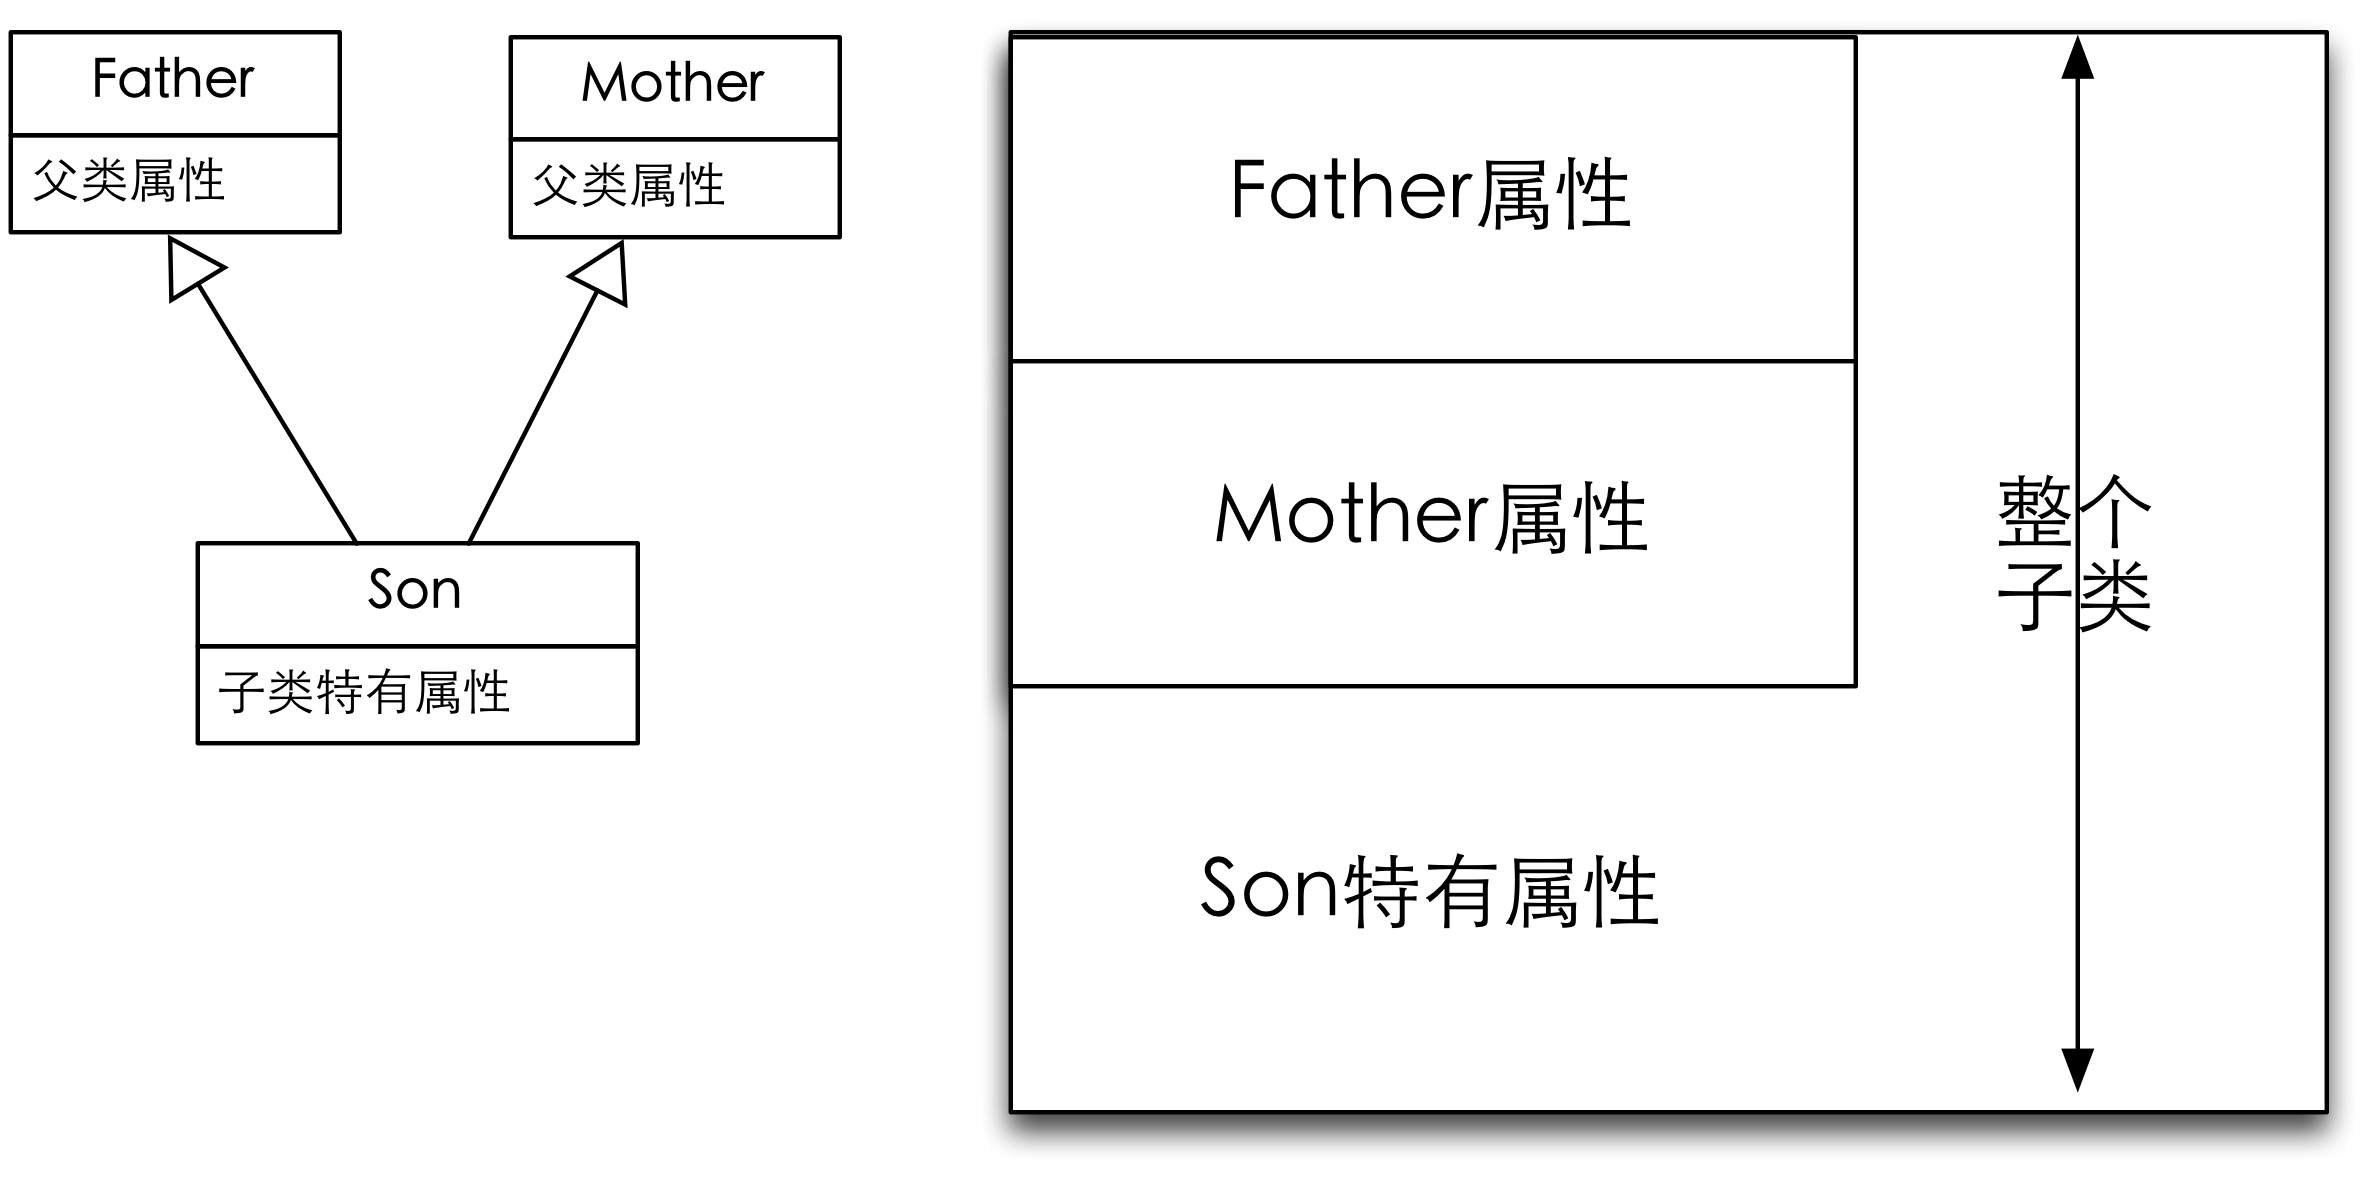 Father
父类属性
Mother
父类属性
Son
子类特有属性
Father属性
Mother属性
Son特有属性
整个
子类